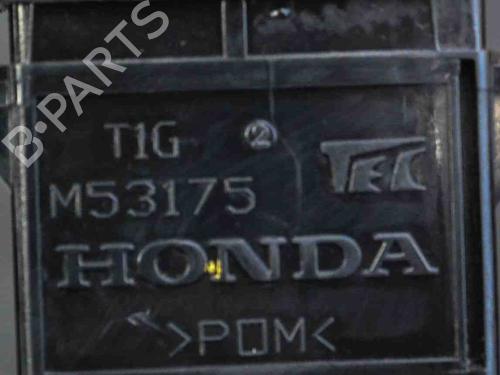 B-PARTS
T1G ② TEC
M53175
HONDA
>POM<